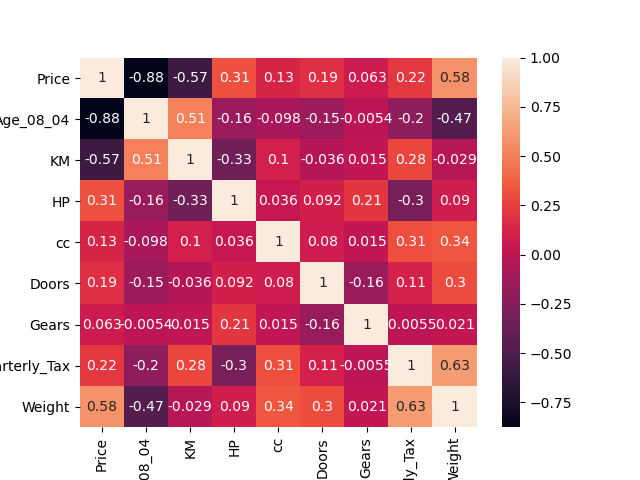 Price 1 -0.88 -0.57 0.31 0.13 0.19 0.063 0.22 0.58
Age_08_04 -0.88 1 0.51 -0.16 -0.098 -0.15 -0.0054 -0.2 -0.47
KM -0.57 0.51 1 -0.33 0.1 -0.036 0.015 0.28 -0.029
HP 0.31 -0.16 -0.33 1 0.036 0.092 0.21 -0.3 0.09
cc 0.13 -0.098 0.1 0.036 1 0.08 0.015 0.31 0.34
Doors 0.19 -0.15 -0.036 0.092 0.08 1 -0.16 0.11 0.3
Gears 0.063 -0.0054 0.015 0.21 0.015 -0.16 1 -0.0055 0.021
arterly_Tax 0.22 -0.2 0.28 -0.3 0.31 0.11 -0.0055 1 0.63
Weight 0.58 -0.47 -0.029 0.09 0.34 0.3 0.021 0.63 1
Price 08_04 KM HP cc Doors Gears ly_Tax Weight
1.00
0.75
0.50
0.25
0.00
−0.25
−0.50
−0.75